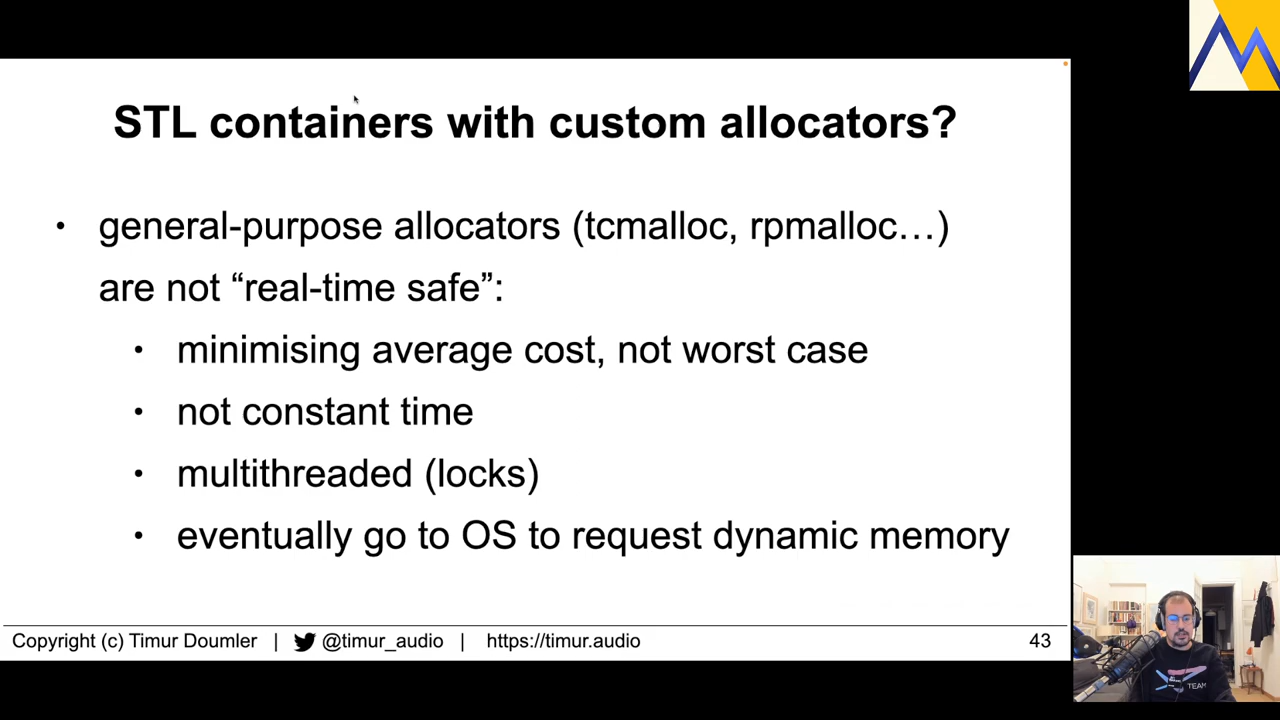 STL containers with custom allocators?
• general-purpose allocators (tcmalloc, rpmalloc…)
are not “real-time safe”:
• minimising average cost, not worst case
• not constant time
• multithreaded (locks)
• eventually go to OS to request dynamic memory
Copyright (c) Timur Doumler | @timur_audio | https://timur.audio 43
TEAM